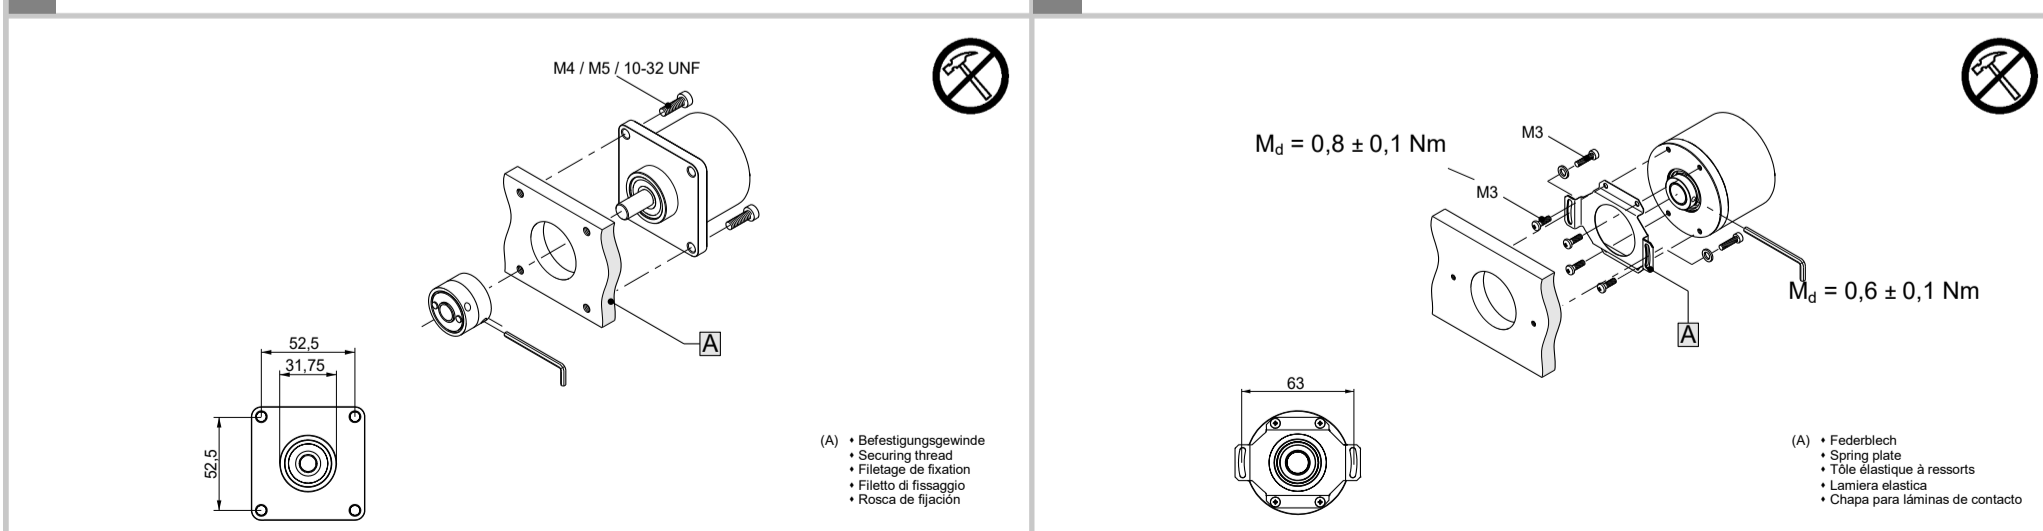 M4 / M5 / 10-32 UNF
A
52,5
31,75
52,5
(A) • Befestigungsgewinde
• Securing thread
• Filetage de fixation
• Filetto di fissaggio
• Rosca de fijación
M3
Md = 0,8 ± 0,1 Nm
M3
Md = 0,6 ± 0,1 Nm
A
63
(A) • Federblech
• Spring plate
• Tôle élastique à ressorts
• Lamiera elastica
• Chapa para láminas de contacto